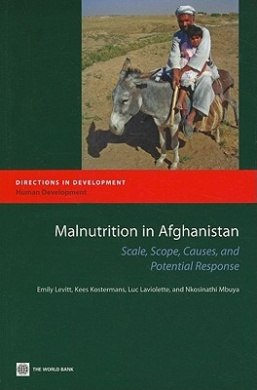 DIRECTIONS IN DEVELOPMENT
Human Development
Malnutrition in Afghanistan
Scale, Scope, Causes, and
Potential Response
Emily Levitt, Kees Kostermans, Luc Laviolette, and Nkosinathi Mbuya
THE WORLD BANK